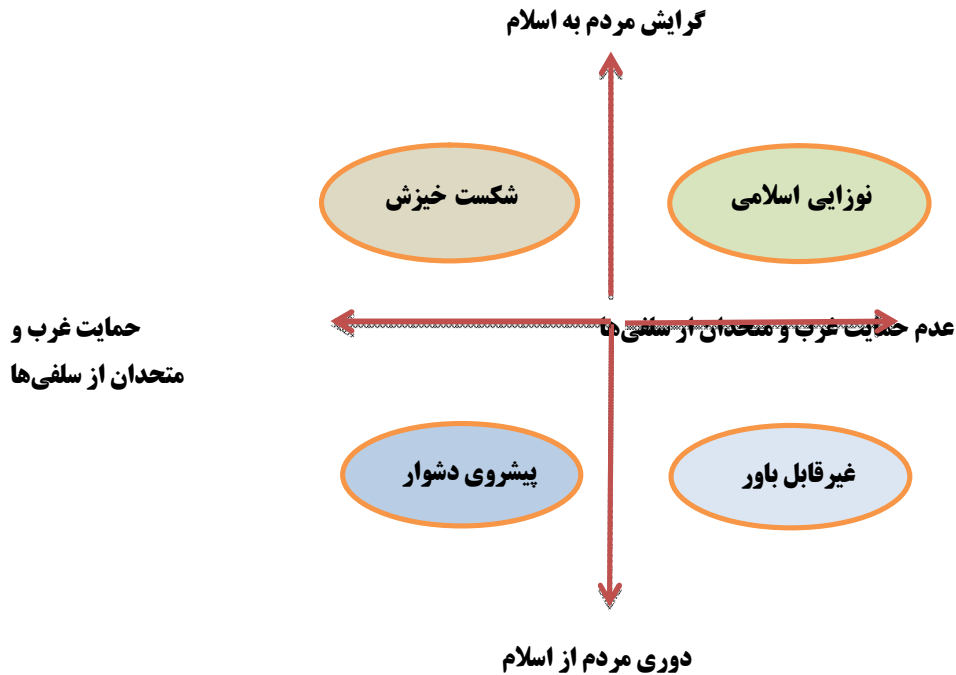 گرایش مردم به اسلام
نوزایی اسلامی
شکست خیزش
عدم حمایت غرب و متحدان از سلفی‌ها
حمایت غرب و
متحدان از سلفی‌ها
غیرقابل باور
پیشروی دشوار
دوری مردم از اسلام